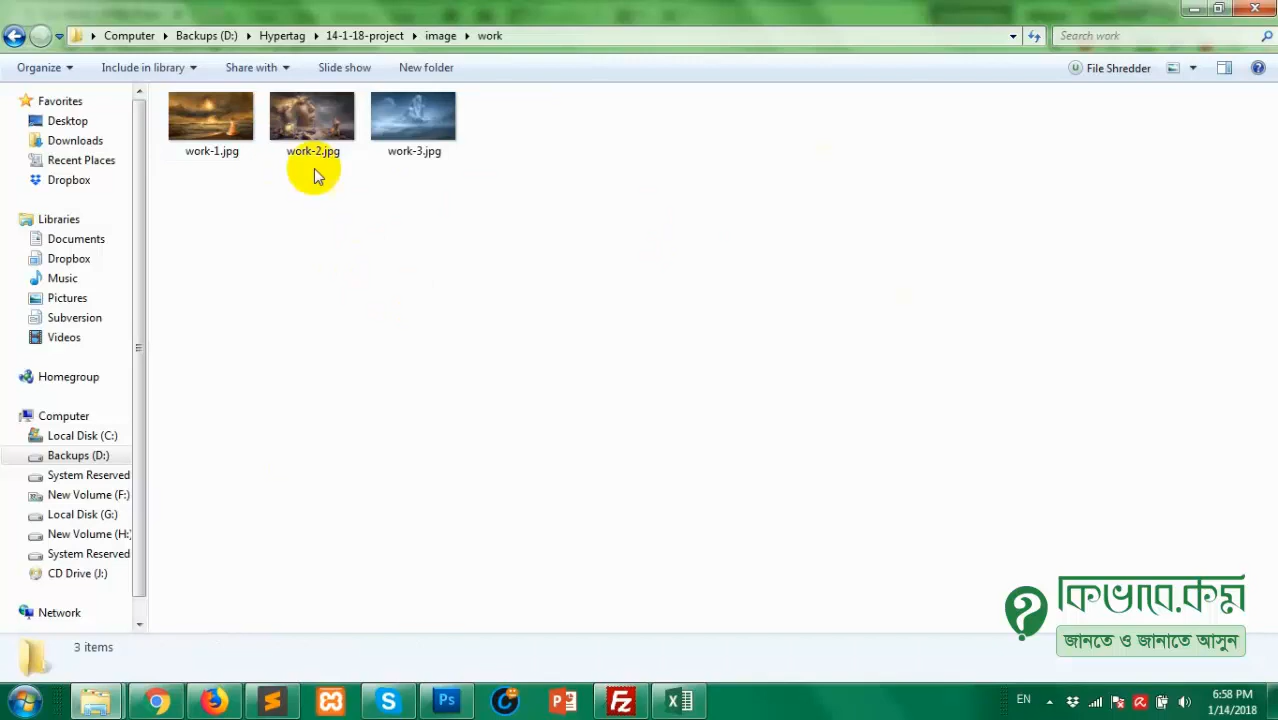 Computer Backups (D:) Hypertag 14-1-18-project image work
Search work
Organize Include in library Share with Slide show New folder File Shredder
Favorites
Desktop
Downloads
Recent Places
Dropbox
Libraries
Documents
Dropbox
Music
Pictures
Subversion
Videos
Homegroup
Computer
Local Disk (C:)
Backups (D:)
System Reserved
New Volume (F:)
Local Disk (G:)
New Volume (H:)
System Reserved
CD Drive (J:)
Network
work-1.jpg work-2.jpg work-3.jpg
3 items
কিভাবে.কম
জানতে ও জানাতে আসুন
EN
6:58 PM
1/14/2018